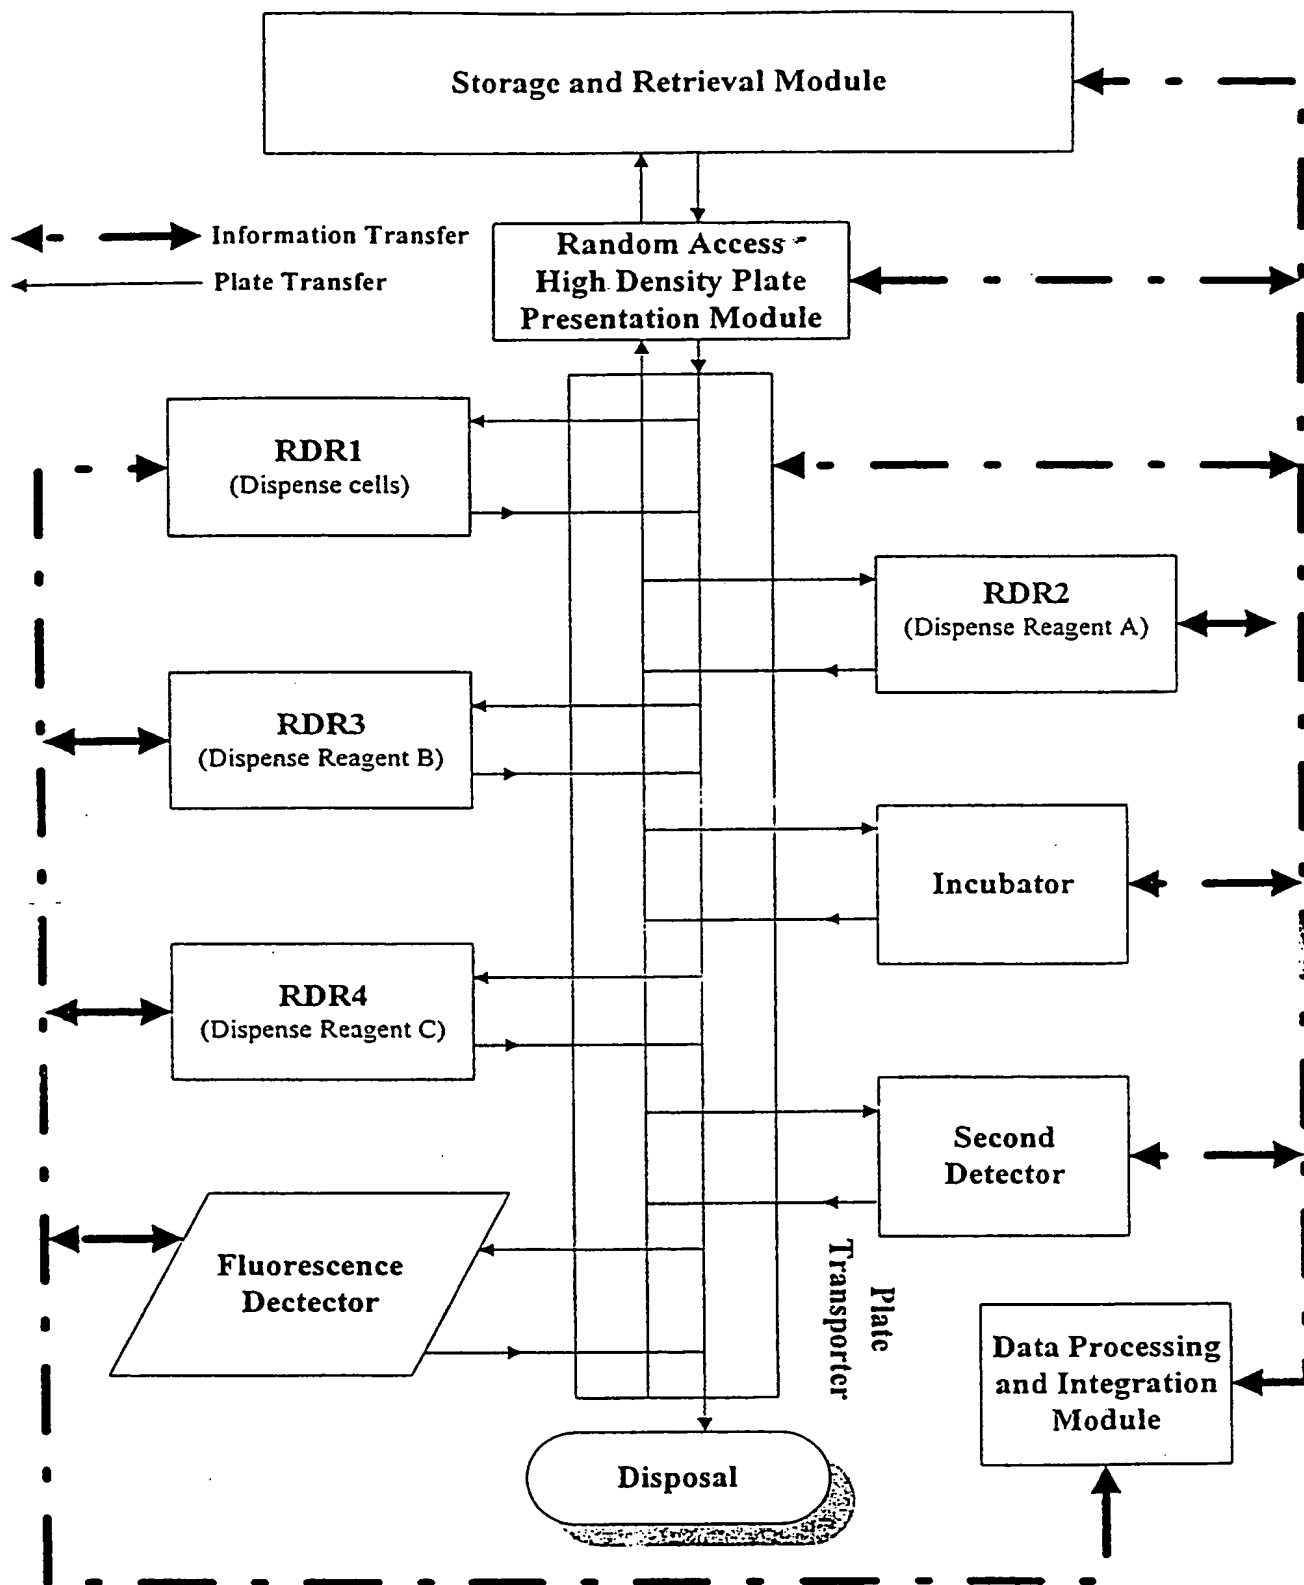 Storage and Retrieval Module
Information Transfer
Plate Transfer
Random Access
High Density Plate
Presentation Module
RDR1
(Dispense cells)
RDR2
(Dispense Reagent A)
RDR3
(Dispense Reagent B)
Incubator
RDR4
(Dispense Reagent C)
Second
Detector
Fluorescence
Dectector
Plate
Transporter
Data Processing
and Integration
Module
Disposal